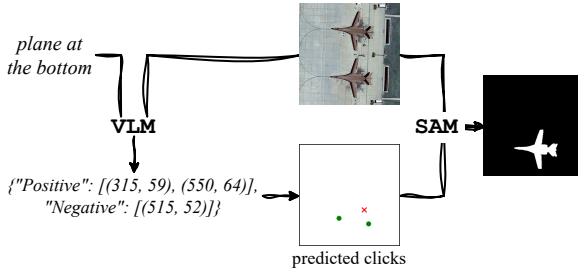 plane at
the bottom
VLM
SAM
{"Positive": [(315, 59), (550, 64)],
"Negative": [(515, 52)]}
predicted clicks